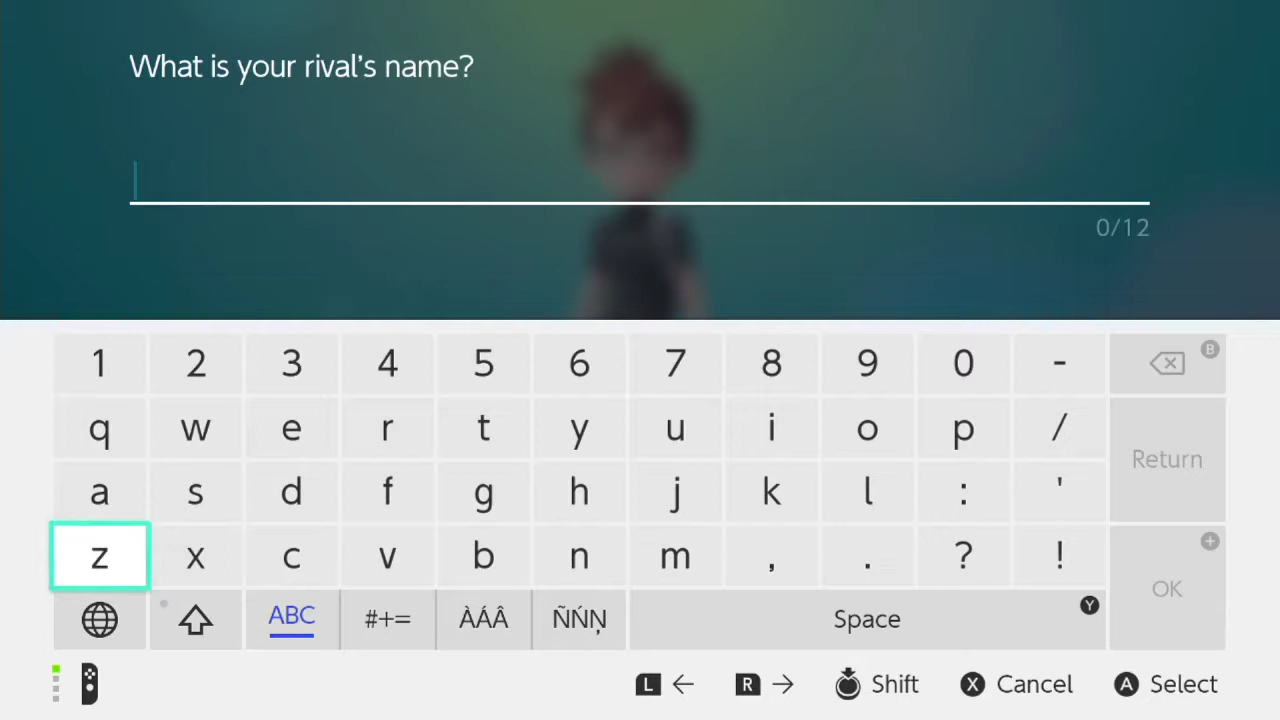 What is your rival's name?
0/12
1 2 3 4 5 6 7 8 9 0 - B
q w e r t y u i o p / Return
a s d f g h j k l : '
z x c v b n m , . ? ! + OK
ABC #+= ÀÁÂ ÑŃŅ Space Y
L ← R → Shift X Cancel A Select